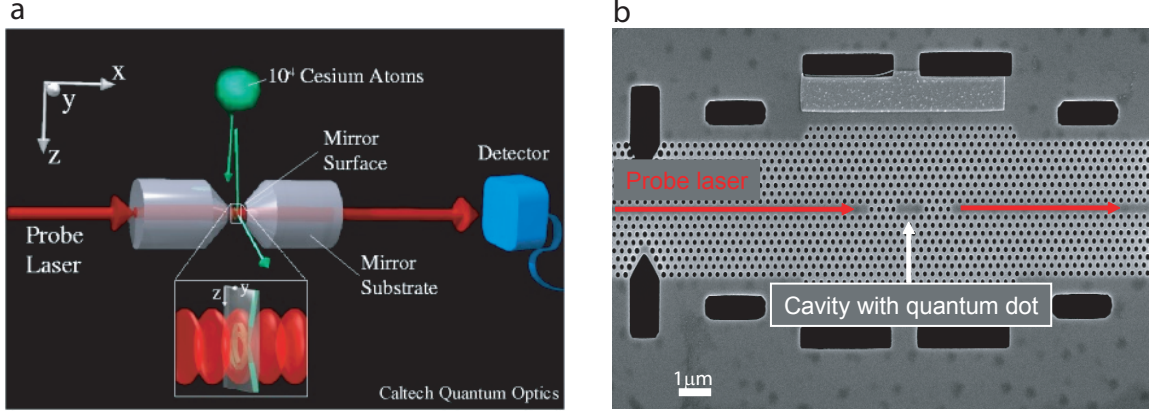 a
x
y
z
10⁴ Cesium Atoms
Mirror
Surface
Detector
Probe
Laser
Mirror
Substrate
z
y
Caltech Quantum Optics
b
Probe laser
Cavity with quantum dot
1μm